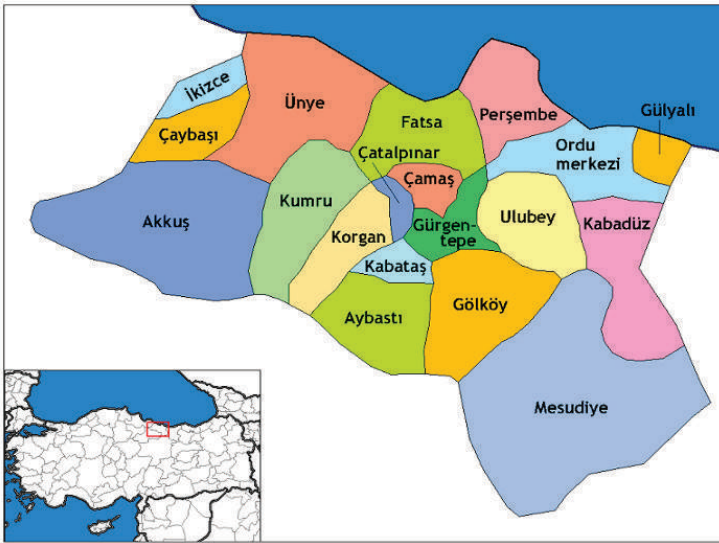 İkizce
Ünye
Çaybaşı
Fatsa
Perşembe
Gülyalı
Ordu
merkezi
Çatalpınar
Çamaş
Akkuş
Kumru
Korgan
Gürgen-
tepe
Ulubey
Kabadüz
Kabataş
Aybastı
Gölköy
Mesudiye